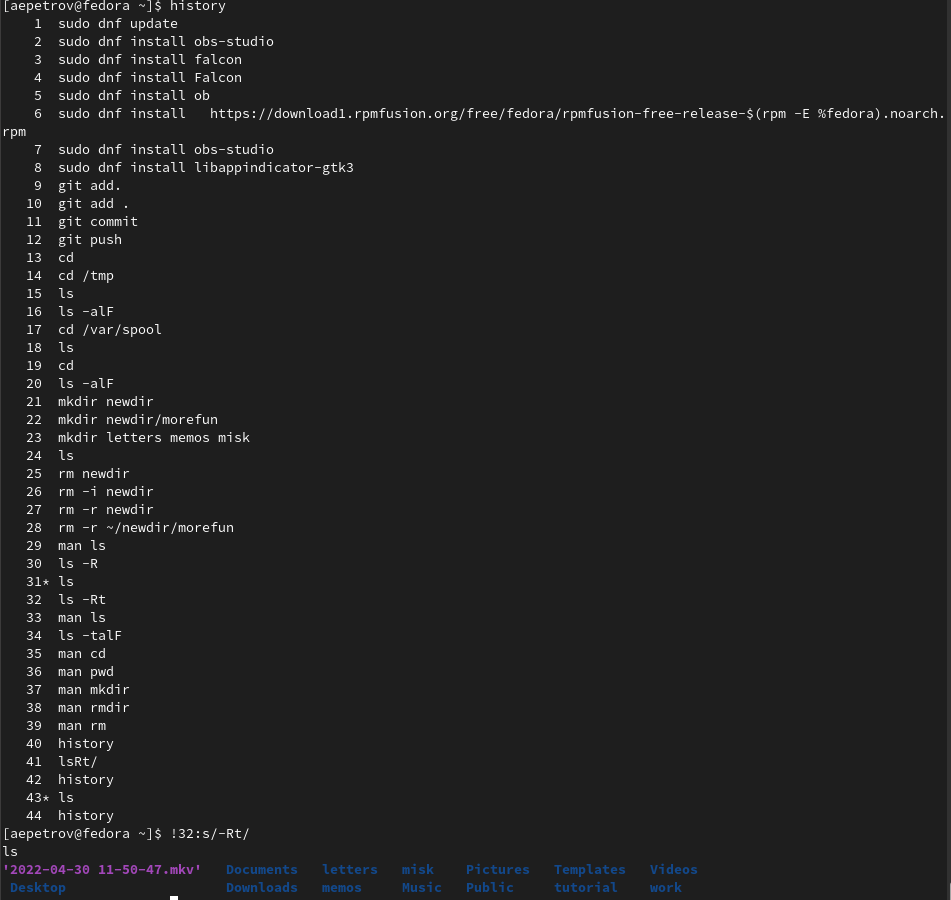 [aepetrov@fedora ~]$ history
    1  sudo dnf update
    2  sudo dnf install obs-studio
    3  sudo dnf install falcon
    4  sudo dnf install Falcon
    5  sudo dnf install ob
    6  sudo dnf install   https://download1.rpmfusion.org/free/fedora/rpmfusion-free-release-$(rpm -E %fedora).noarch.
rpm
    7  sudo dnf install obs-studio
    8  sudo dnf install libappindicator-gtk3
    9  git add.
   10  git add .
   11  git commit
   12  git push
   13  cd
   14  cd /tmp
   15  ls
   16  ls -alF
   17  cd /var/spool
   18  ls
   19  cd
   20  ls -alF
   21  mkdir newdir
   22  mkdir newdir/morefun
   23  mkdir letters memos misk
   24  ls
   25  rm newdir
   26  rm -i newdir
   27  rm -r newdir
   28  rm -r ~/newdir/morefun
   29  man ls
   30  ls -R
   31* ls
   32  ls -Rt
   33  man ls
   34  ls -talF
   35  man cd
   36  man pwd
   37  man mkdir
   38  man rmdir
   39  man rm
   40  history
   41  lsRt/
   42  history
   43* ls
   44  history
[aepetrov@fedora ~]$ !32:s/-Rt/
ls
'2022-04-30 11-50-47.mkv'   Documents   letters   misk    Pictures   Templates   Videos
 Desktop                    Downloads   memos     Music   Public     tutorial    work